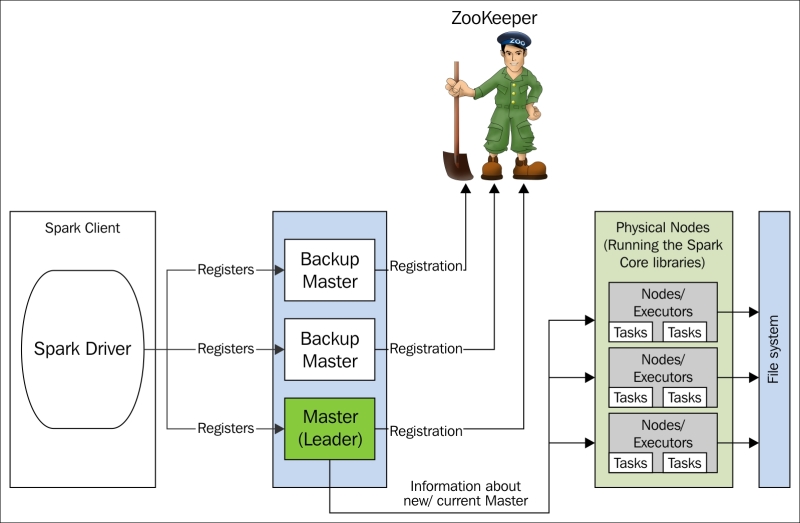 ZooKeeper
ZOO
Spark Client
Spark Driver
Registers
Registers
Registers
Backup
Master
Backup
Master
Master
(Leader)
Registration
Registration
Registration
Information about
new/ current Master
Physical Nodes
(Running the Spark
Core libraries)
Nodes/
Executors
Tasks Tasks
Nodes/
Executors
Tasks Tasks
Nodes/
Executors
Tasks Tasks
File system